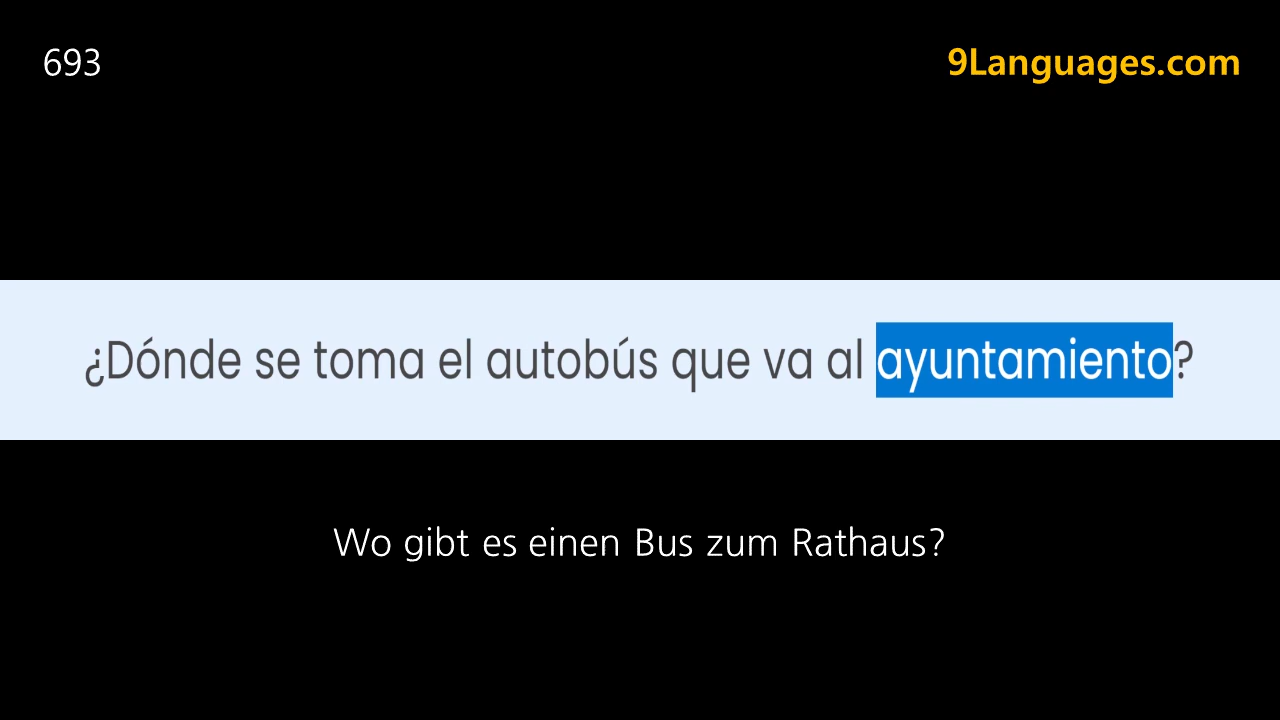 693
9Languages.com
¿Dónde se toma el autobús que va al ayuntamiento?
Wo gibt es einen Bus zum Rathaus?